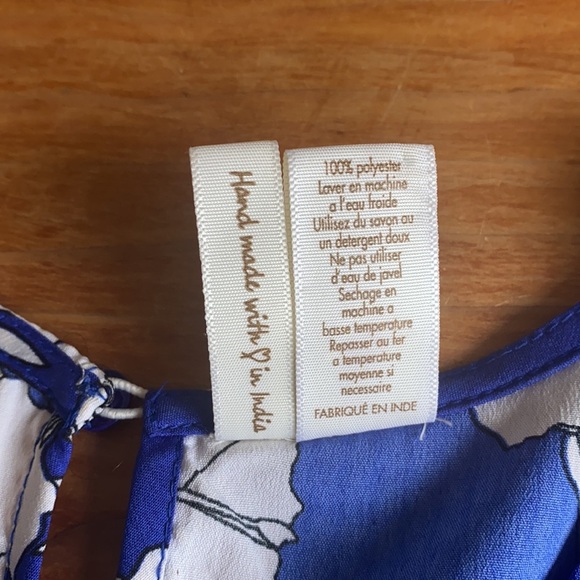 Hand made with ♡ in India
100% polyester
Laver en machine
a l'eau froide
Utilisez du savon au
un detergent doux
Ne pas utiliser
d'eau de javel
Sechage en
machine a
basse temperature
Repasser au fer
a temperature
moyenne si
necessaire
FABRIQUÉ EN INDE